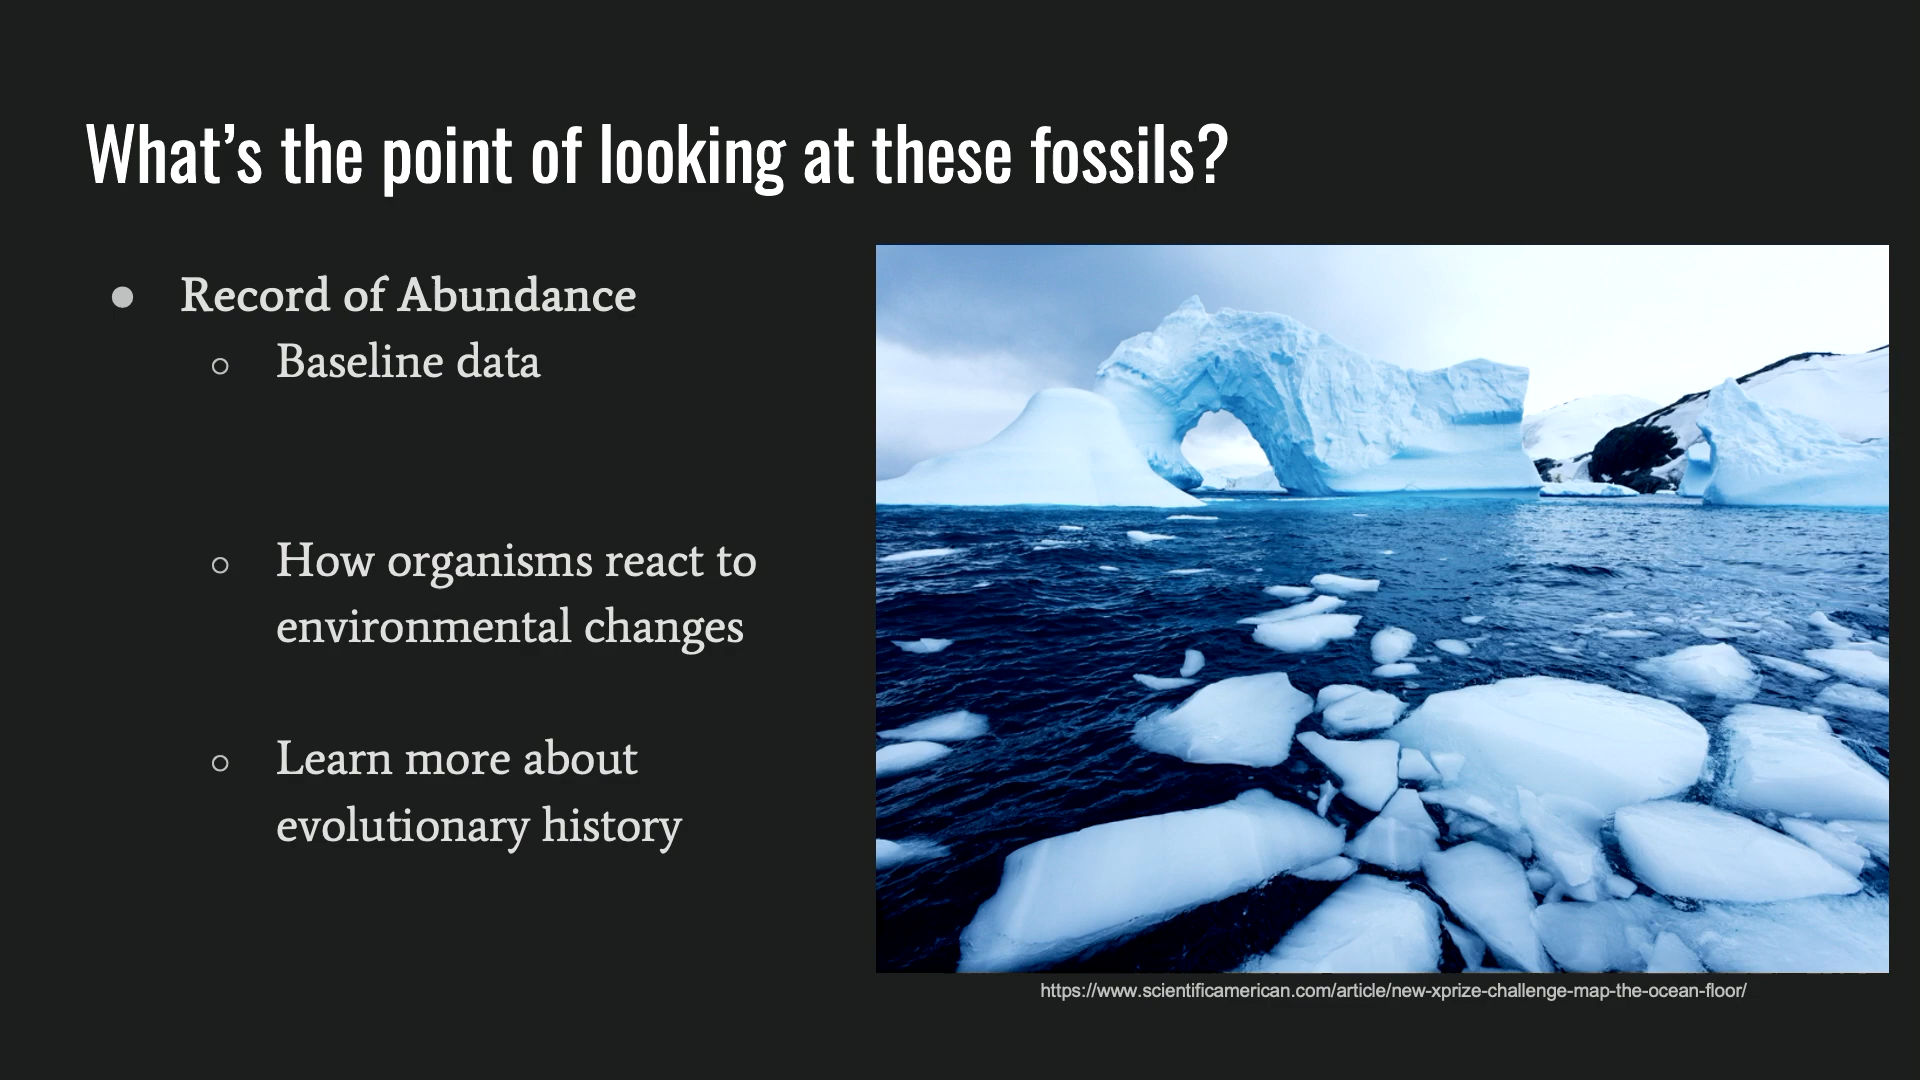 What’s the point of looking at these fossils?
● Record of Abundance
○ Baseline data
○ How organisms react to
environmental changes
○ Learn more about
evolutionary history
https://www.scientificamerican.com/article/new-xprize-challenge-map-the-ocean-floor/